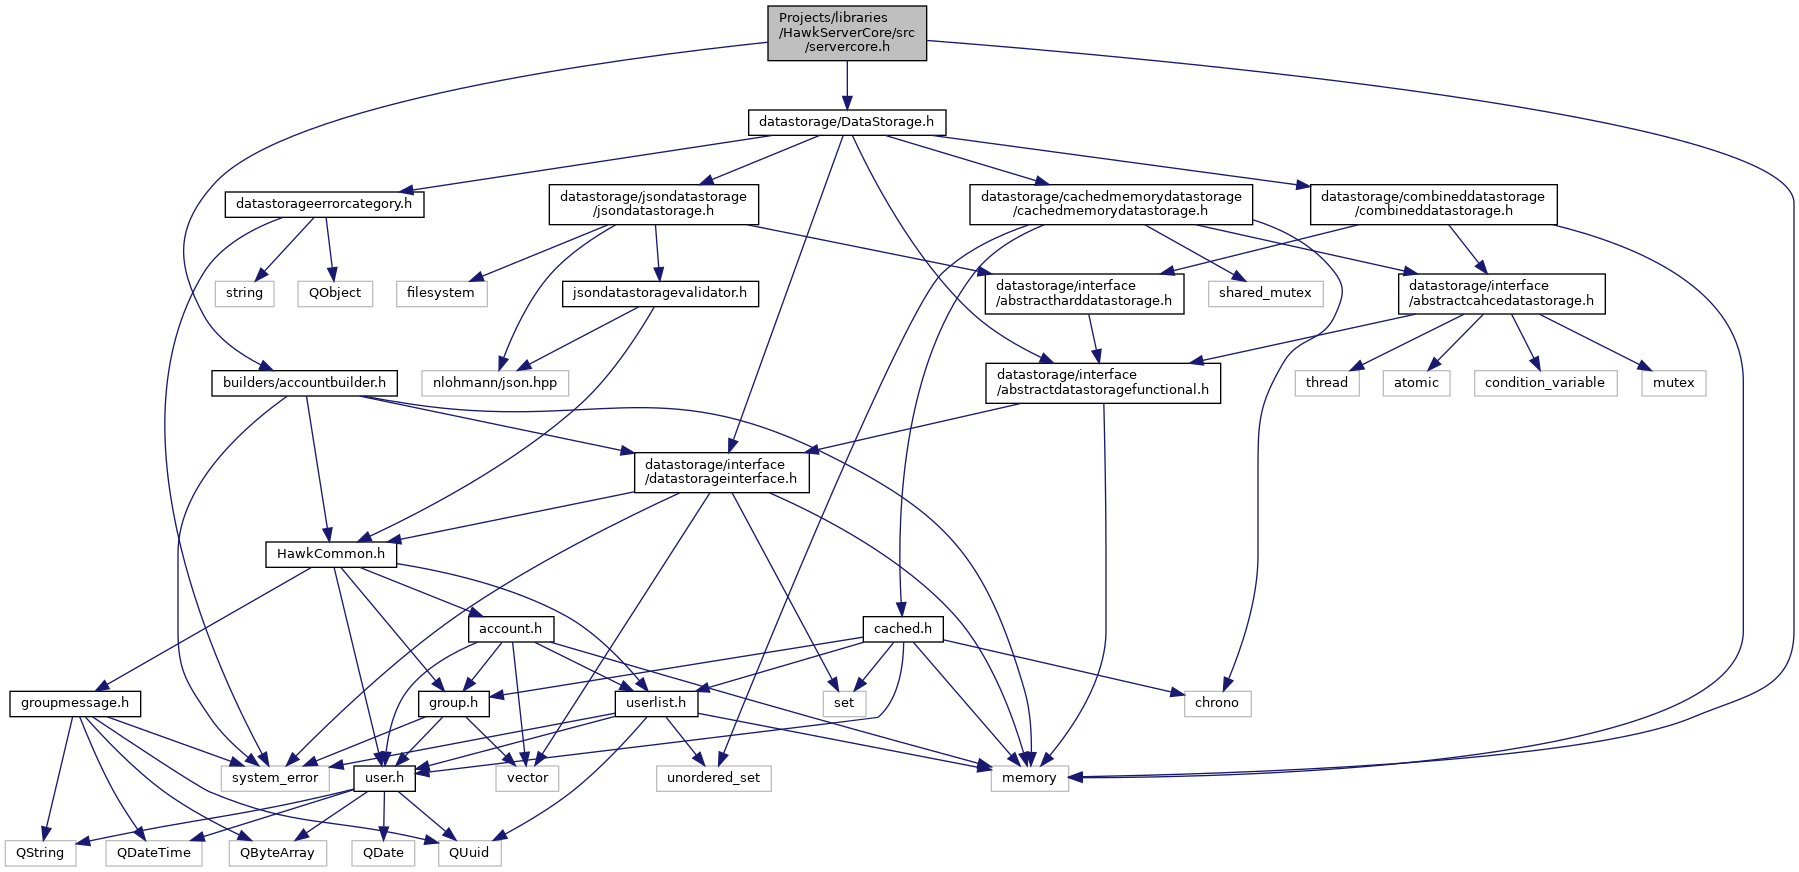 Projects/libraries
/HawkServerCore/src
/servercore.h
datastorage/DataStorage.h
datastorageerrorcategory.h
datastorage/jsondatastorage
/jsondatastorage.h
datastorage/cachedmemorydatastorage
/cachedmemorydatastorage.h
datastorage/combineddatastorage
/combineddatastorage.h
string
QObject
filesystem
jsondatastoragevalidator.h
datastorage/interface
/abstractharddatastorage.h
shared_mutex
datastorage/interface
/abstractcahcedatastorage.h
builders/accountbuilder.h
nlohmann/json.hpp
datastorage/interface
/abstractdatastoragefunctional.h
thread
atomic
condition_variable
mutex
datastorage/interface
/datastorageinterface.h
HawkCommon.h
account.h
cached.h
groupmessage.h
group.h
userlist.h
set
chrono
system_error
user.h
vector
unordered_set
memory
QString
QDateTime
QByteArray
QDate
QUuid